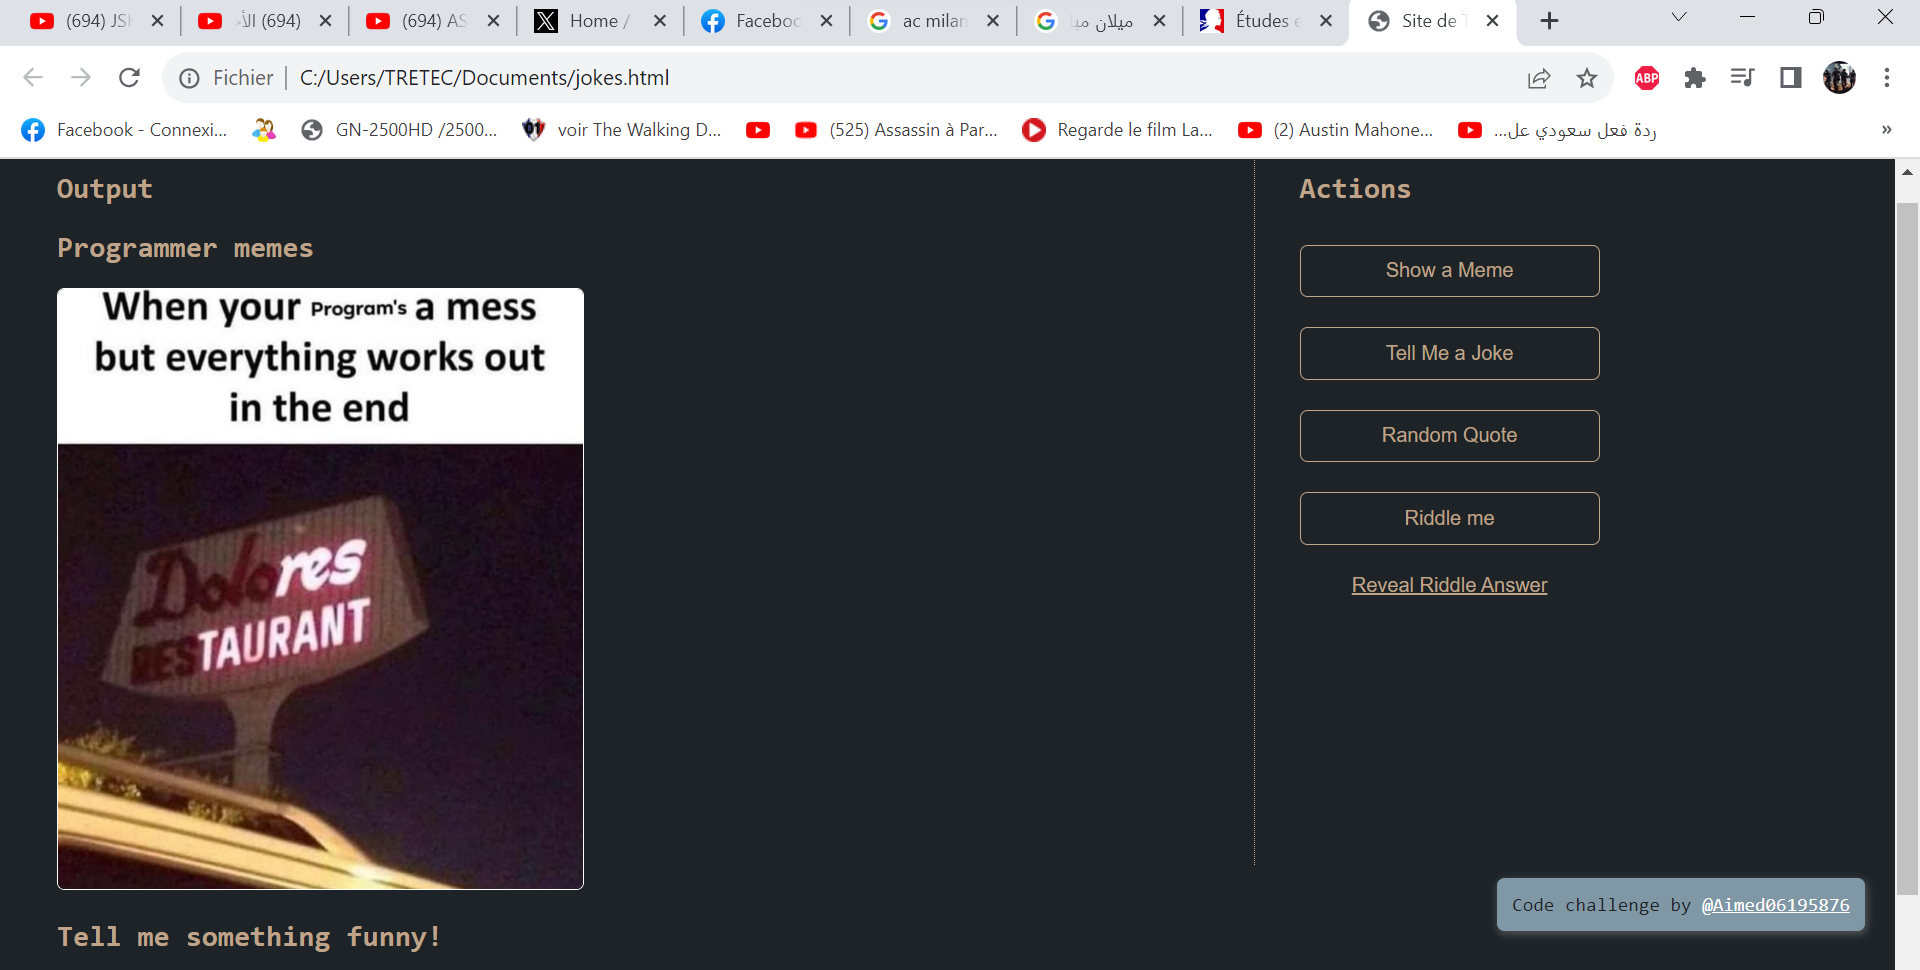 (694) JSI
(694) الأ
(694) AS
Home /
Faceboo
ac milan
ميلان مبا
Études e
Site de T
Fichier
C:/Users/TRETEC/Documents/jokes.html
ABP
Facebook - Connexi...
GN-2500HD /2500...
voir The Walking D...
(525) Assassin à Par...
Regarde le film La...
(2) Austin Mahone...
ردة فعل سعودي عل...
»
Output
Actions
Programmer memes
When your Program's a mess
but everything works out
in the end
Dolores
RESTAURANT
Show a Meme
Tell Me a Joke
Random Quote
Riddle me
Reveal Riddle Answer
Code challenge by @Aimed06195876
Tell me something funny!